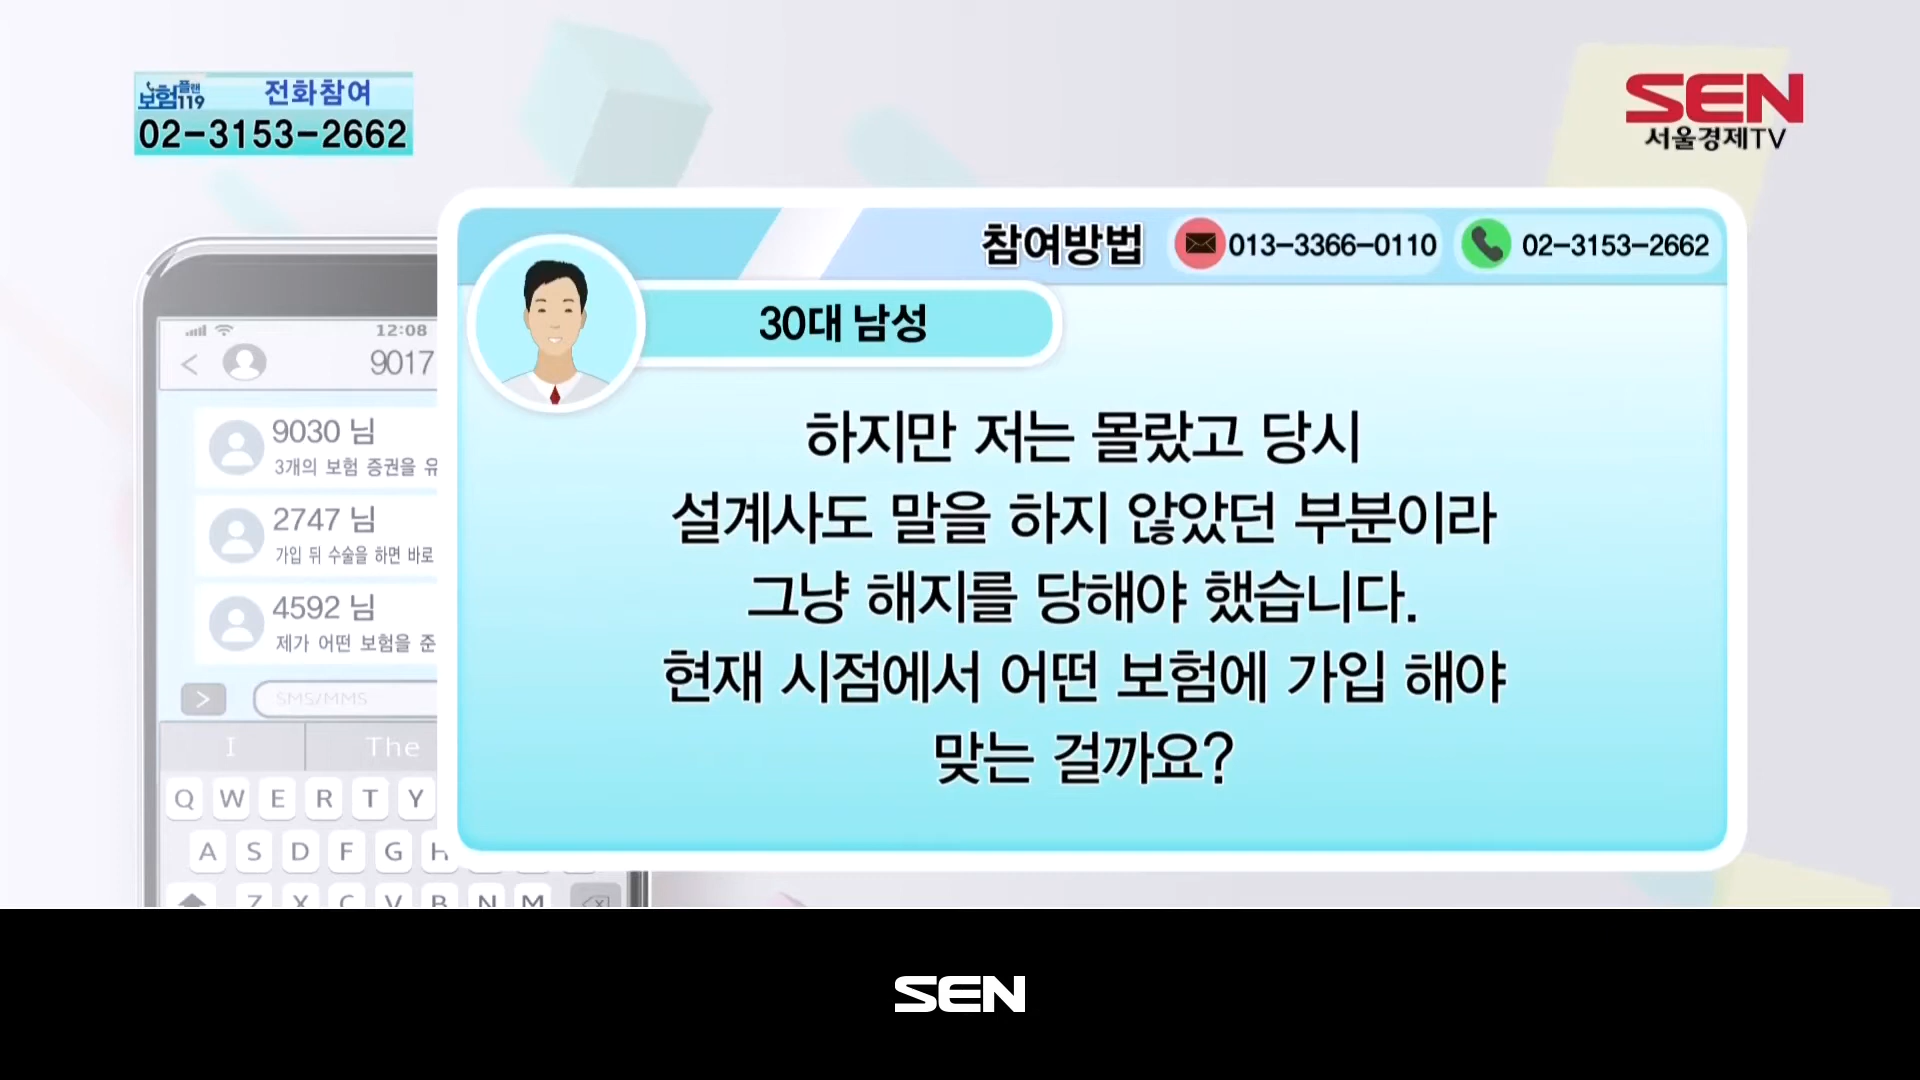 보험플랜119 전화참여
02-3153-2662
SEN
서울경제TV
참여방법 013-3366-0110 02-3153-2662
30대 남성
하지만 저는 몰랐고 당시
설계사도 말을 하지 않았던 부분이라
그냥 해지를 당해야 했습니다.
현재 시점에서 어떤 보험에 가입 해야
맞는 걸까요?
12:08
< 9017
9030 님
3개의 보험 증권을 유
2747 님
가입 뒤 수술을 하면 바로
4592 님
제가 어떤 보험을 준
> SMS/MMS
I The
Q W E R T Y
A S D F G H
Z X C V B N M
SEN